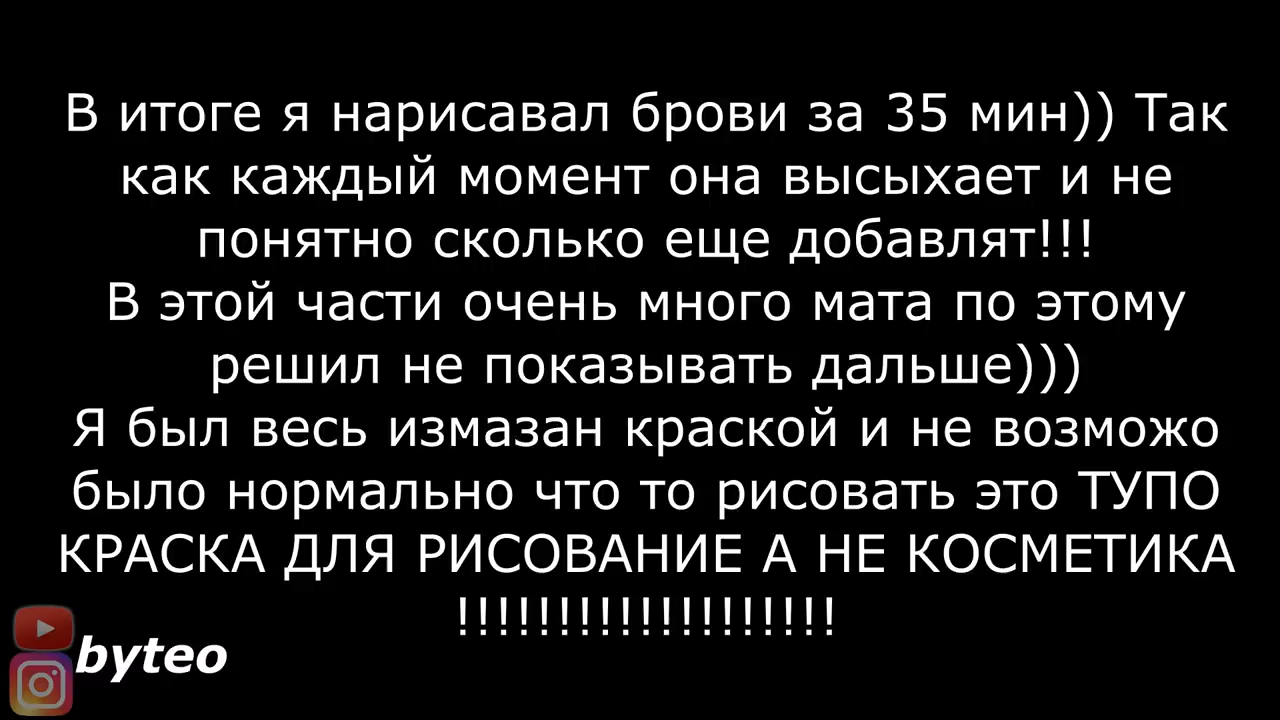 В итоге я нарисавал брови за 35 мин)) Так
как каждый момент она высыхает и не
понятно сколько еще добавлят!!!
В этой части очень много мата по этому
решил не показывать дальше)))
Я был весь измазан краской и не возможо
было нормально что то рисовать это ТУПО
КРАСКА ДЛЯ РИСОВАНИЕ А НЕ КОСМЕТИКА
!!!!!!!!!!!!!!!!!!!
byteo